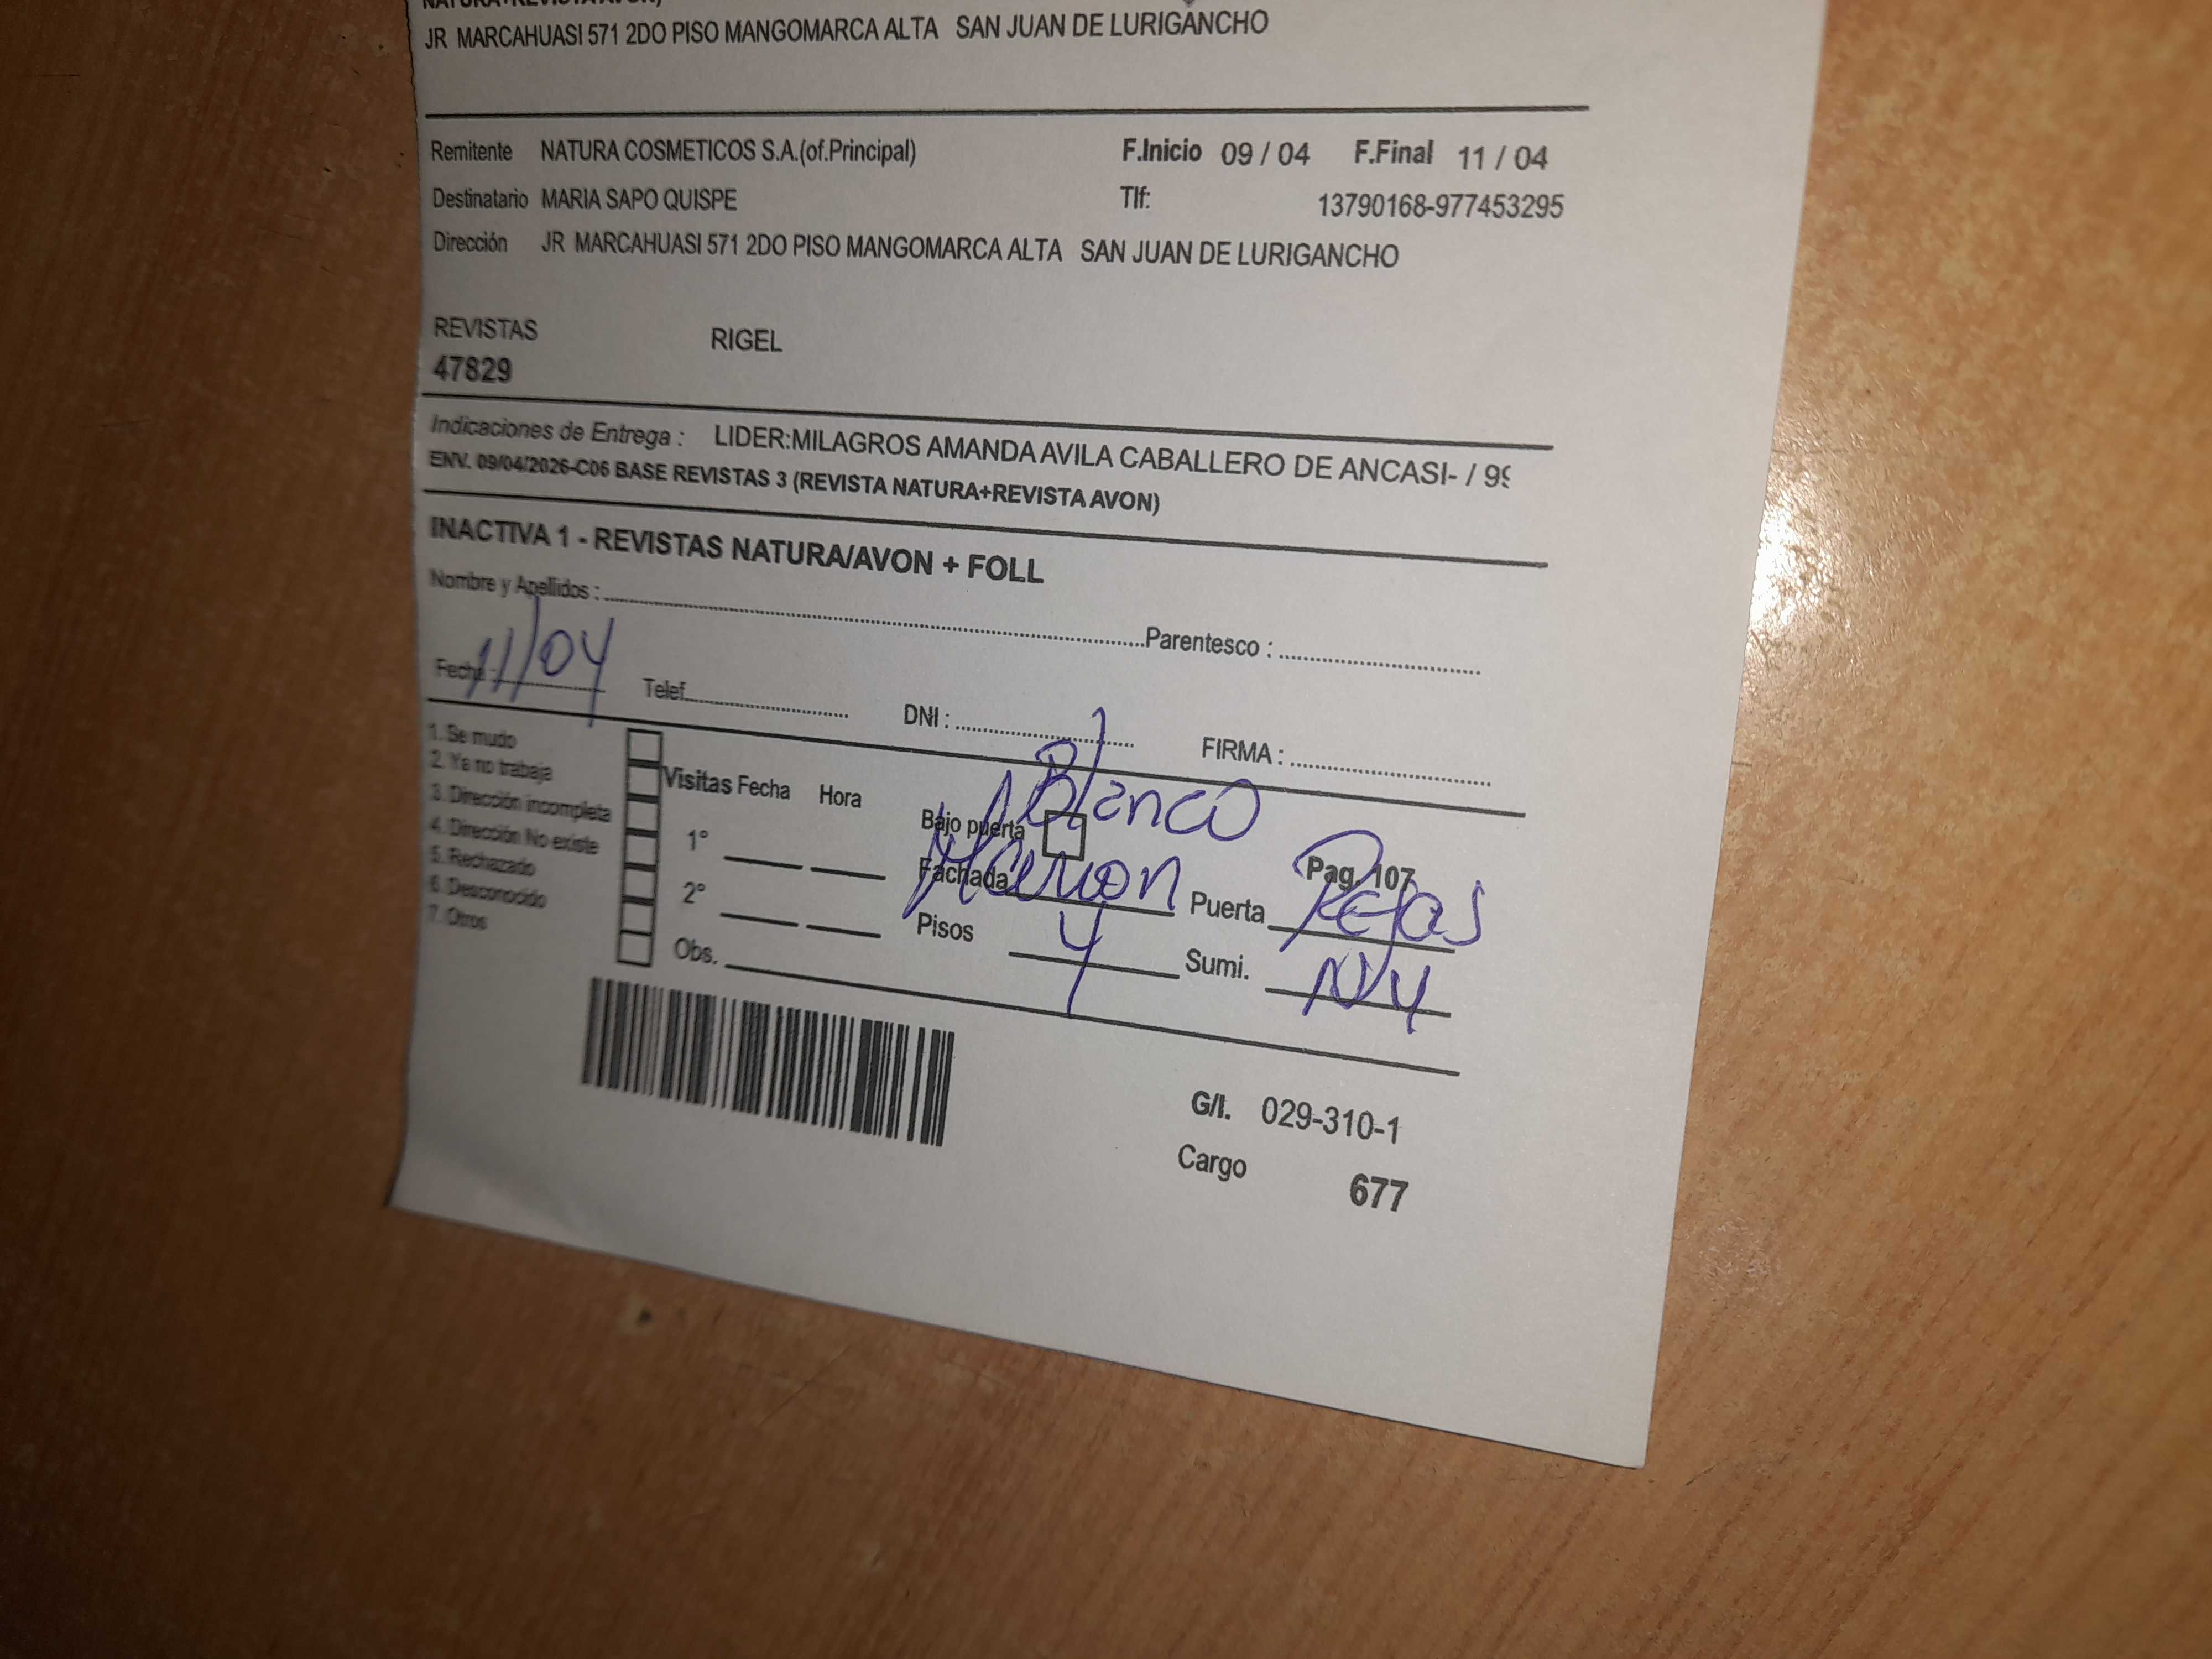 NATURA+REVISTA AVON)
JR MARCAHUASI 571 2DO PISO MANGOMARCA ALTA SAN JUAN DE LURIGANCHO
Remitente NATURA COSMETICOS S.A.(of.Principal) F.Inicio 09 / 04 F.Final 11 / 04
Destinatario MARIA SAPO QUISPE Tlf: 13790168-977453295
Dirección JR MARCAHUASI 571 2DO PISO MANGOMARCA ALTA SAN JUAN DE LURIGANCHO
REVISTAS RIGEL
47829
Indicaciones de Entrega : LIDER:MILAGROS AMANDA AVILA CABALLERO DE ANCASI- / 99
ENV. 09/04/2026-C06 BASE REVISTAS 3 (REVISTA NATURA+REVISTA AVON)
INACTIVA 1 - REVISTAS NATURA/AVON + FOLL
Nombre y Apellidos : Parentesco :
Fecha : 11/04 Telef. DNI : FIRMA :
1. Se mudo
2. Ya no trabaja
3. Dirección incompleta
4. Dirección No existe
5. Rechazado
6. Desconocido
7. Otros
Visitas Fecha Hora
1°
2°
Obs.
Blanco
Bajo puerta Pag. 107
Fachada Marron Puerta Rejas
Pisos 4 Sumi. N/4
G/I. 029-310-1
Cargo 677